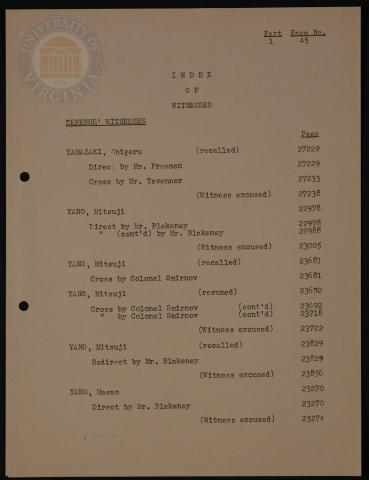 UNIVERSITY OF VIRGINIA
Part Page No.
1 45
INDEX
OF
WITNESSES
DEFENSE' WITNESSES
Page
YAMAZAKI, Shigeru (recalled) 27229
Direct by Mr. Freeman 27229
Cross by Mr. Tavenner 27233
(Witness excused) 27238
YANO, Mitsuji 22978
Direct by Mr. Blakeney 22978
" (cont'd) by Mr. Blakeney 22988
(Witness excused) 23005
YANO, Mitsuji (recalled) 23681
Cross by Colonel Smirnov 23681
YANO, Mitsuji (resumed) 23692
Cross by Colonel Smirnov (cont'd) 23692
" by Colonel Smirnov (cont'd) 23718
(Witness excused) 23722
YANO, Mitsuji (recalled) 23829
Redirect by Mr. Blakeney 23829
(Witness excused) 23856
YANO, Masao 23270
Direct by Mr. Blakeney 23270
(Witness excused) 23274